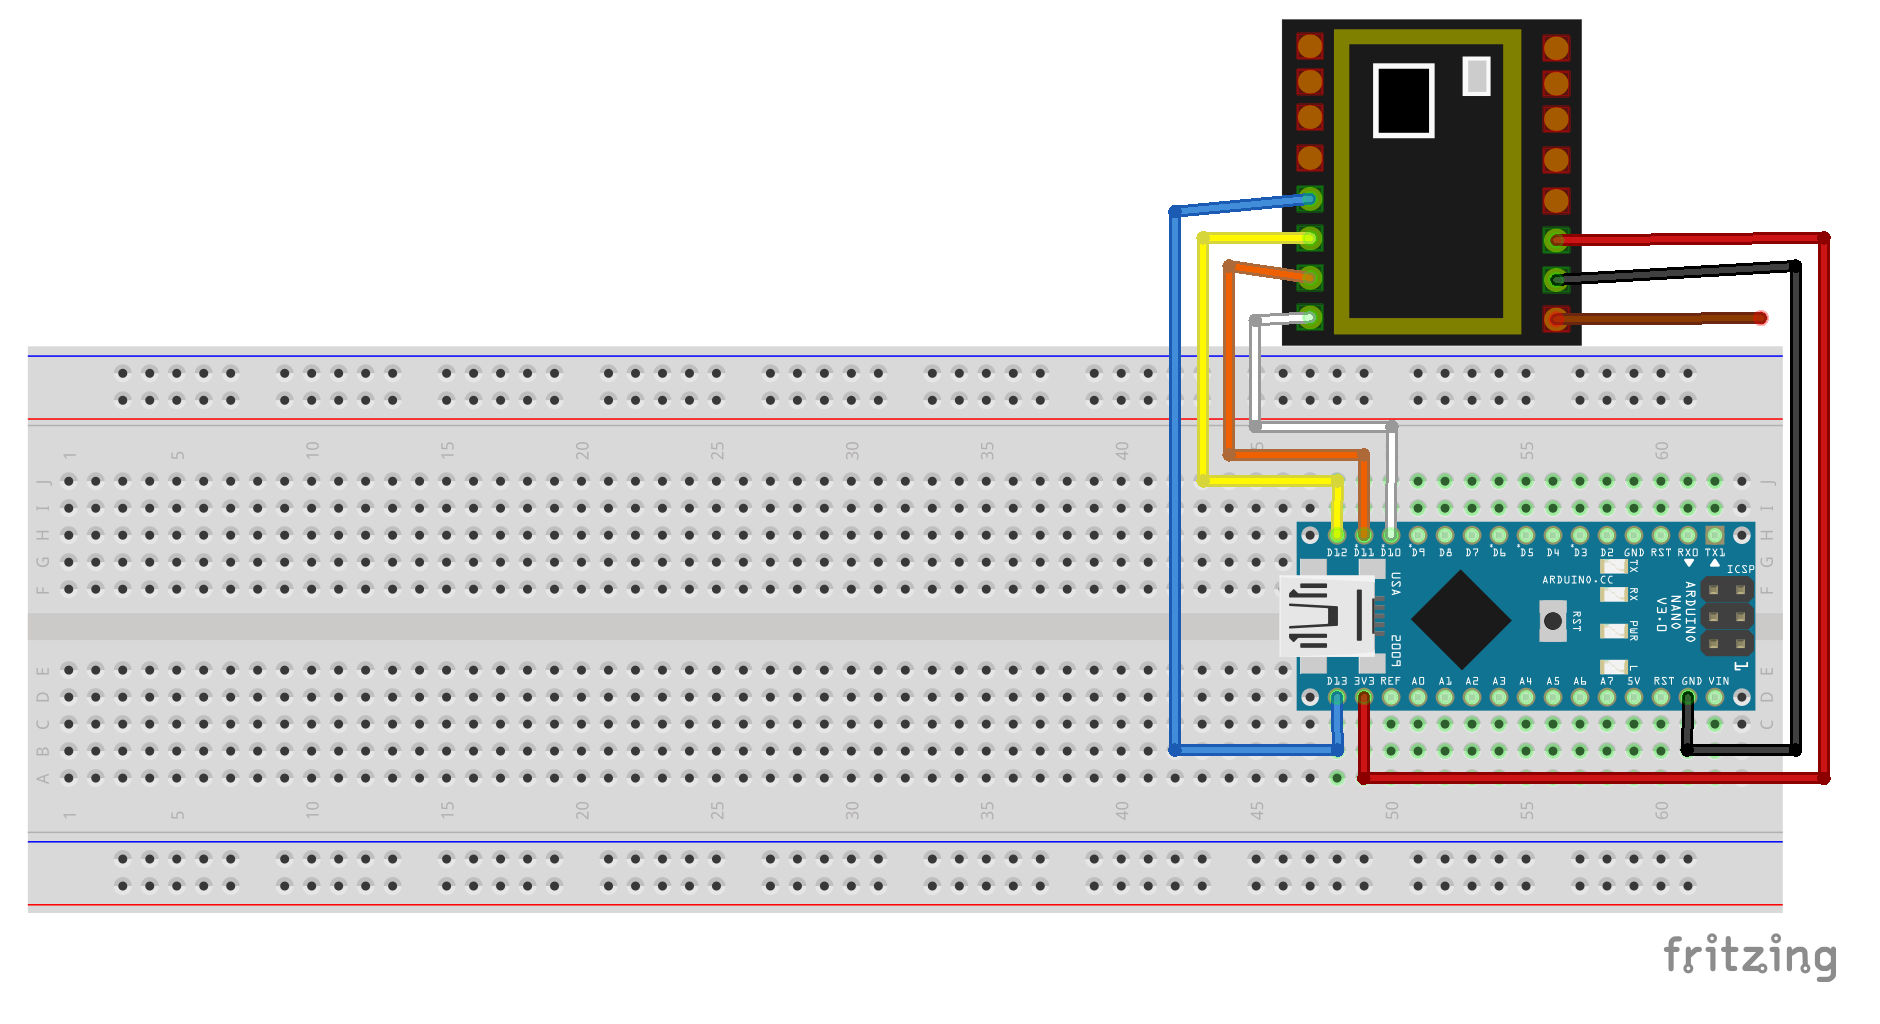 1 5 10 15 20 25 30 35 40 45 50 55 60
J J
I I
H H
G G
F F
D12 D11 D10 D9 D8 D7 D6 D5 D4 D3 D2 GND RST RX0 TX1
ICSP
ARDUINO.CC
TX
RX
PWR
L
RST
USA
2009
ARDUINO
NANO
V3.0
1
D13 3V3 REF A0 A1 A2 A3 A4 A5 A6 A7 5V RST GND VIN
E E
D D
C C
B
A
1 5 10 15 20 25 30 35 40 45 50 55 60
fritzing